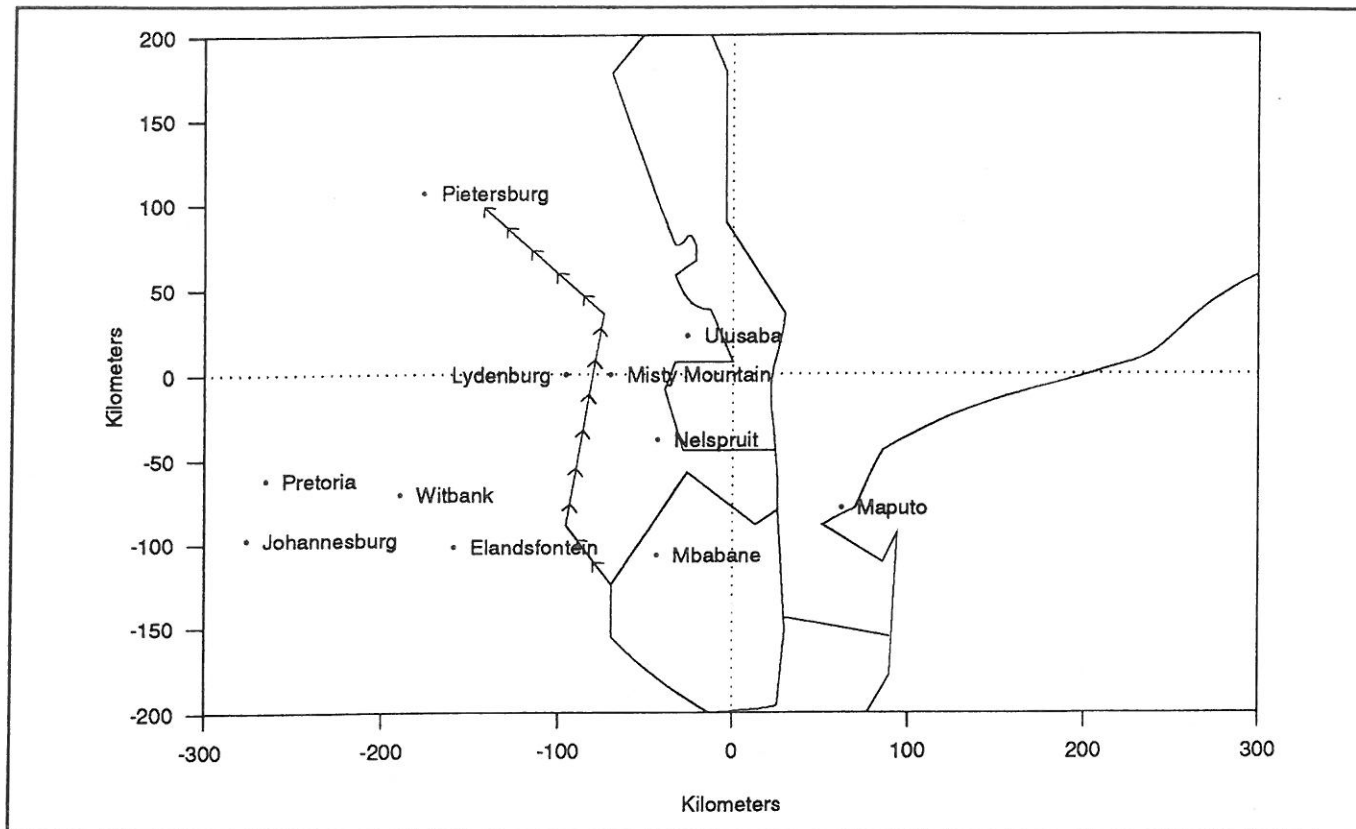 200
150
100
50
0
-50
-100
-150
-200
Kilometers
Pietersburg
Ulusaba
Lydenburg
Misty Mountain
Nelspruit
Pretoria
Witbank
Maputo
Johannesburg
Elandsfontein
Mbabane
-300
-200
-100
0
100
200
300
Kilometers